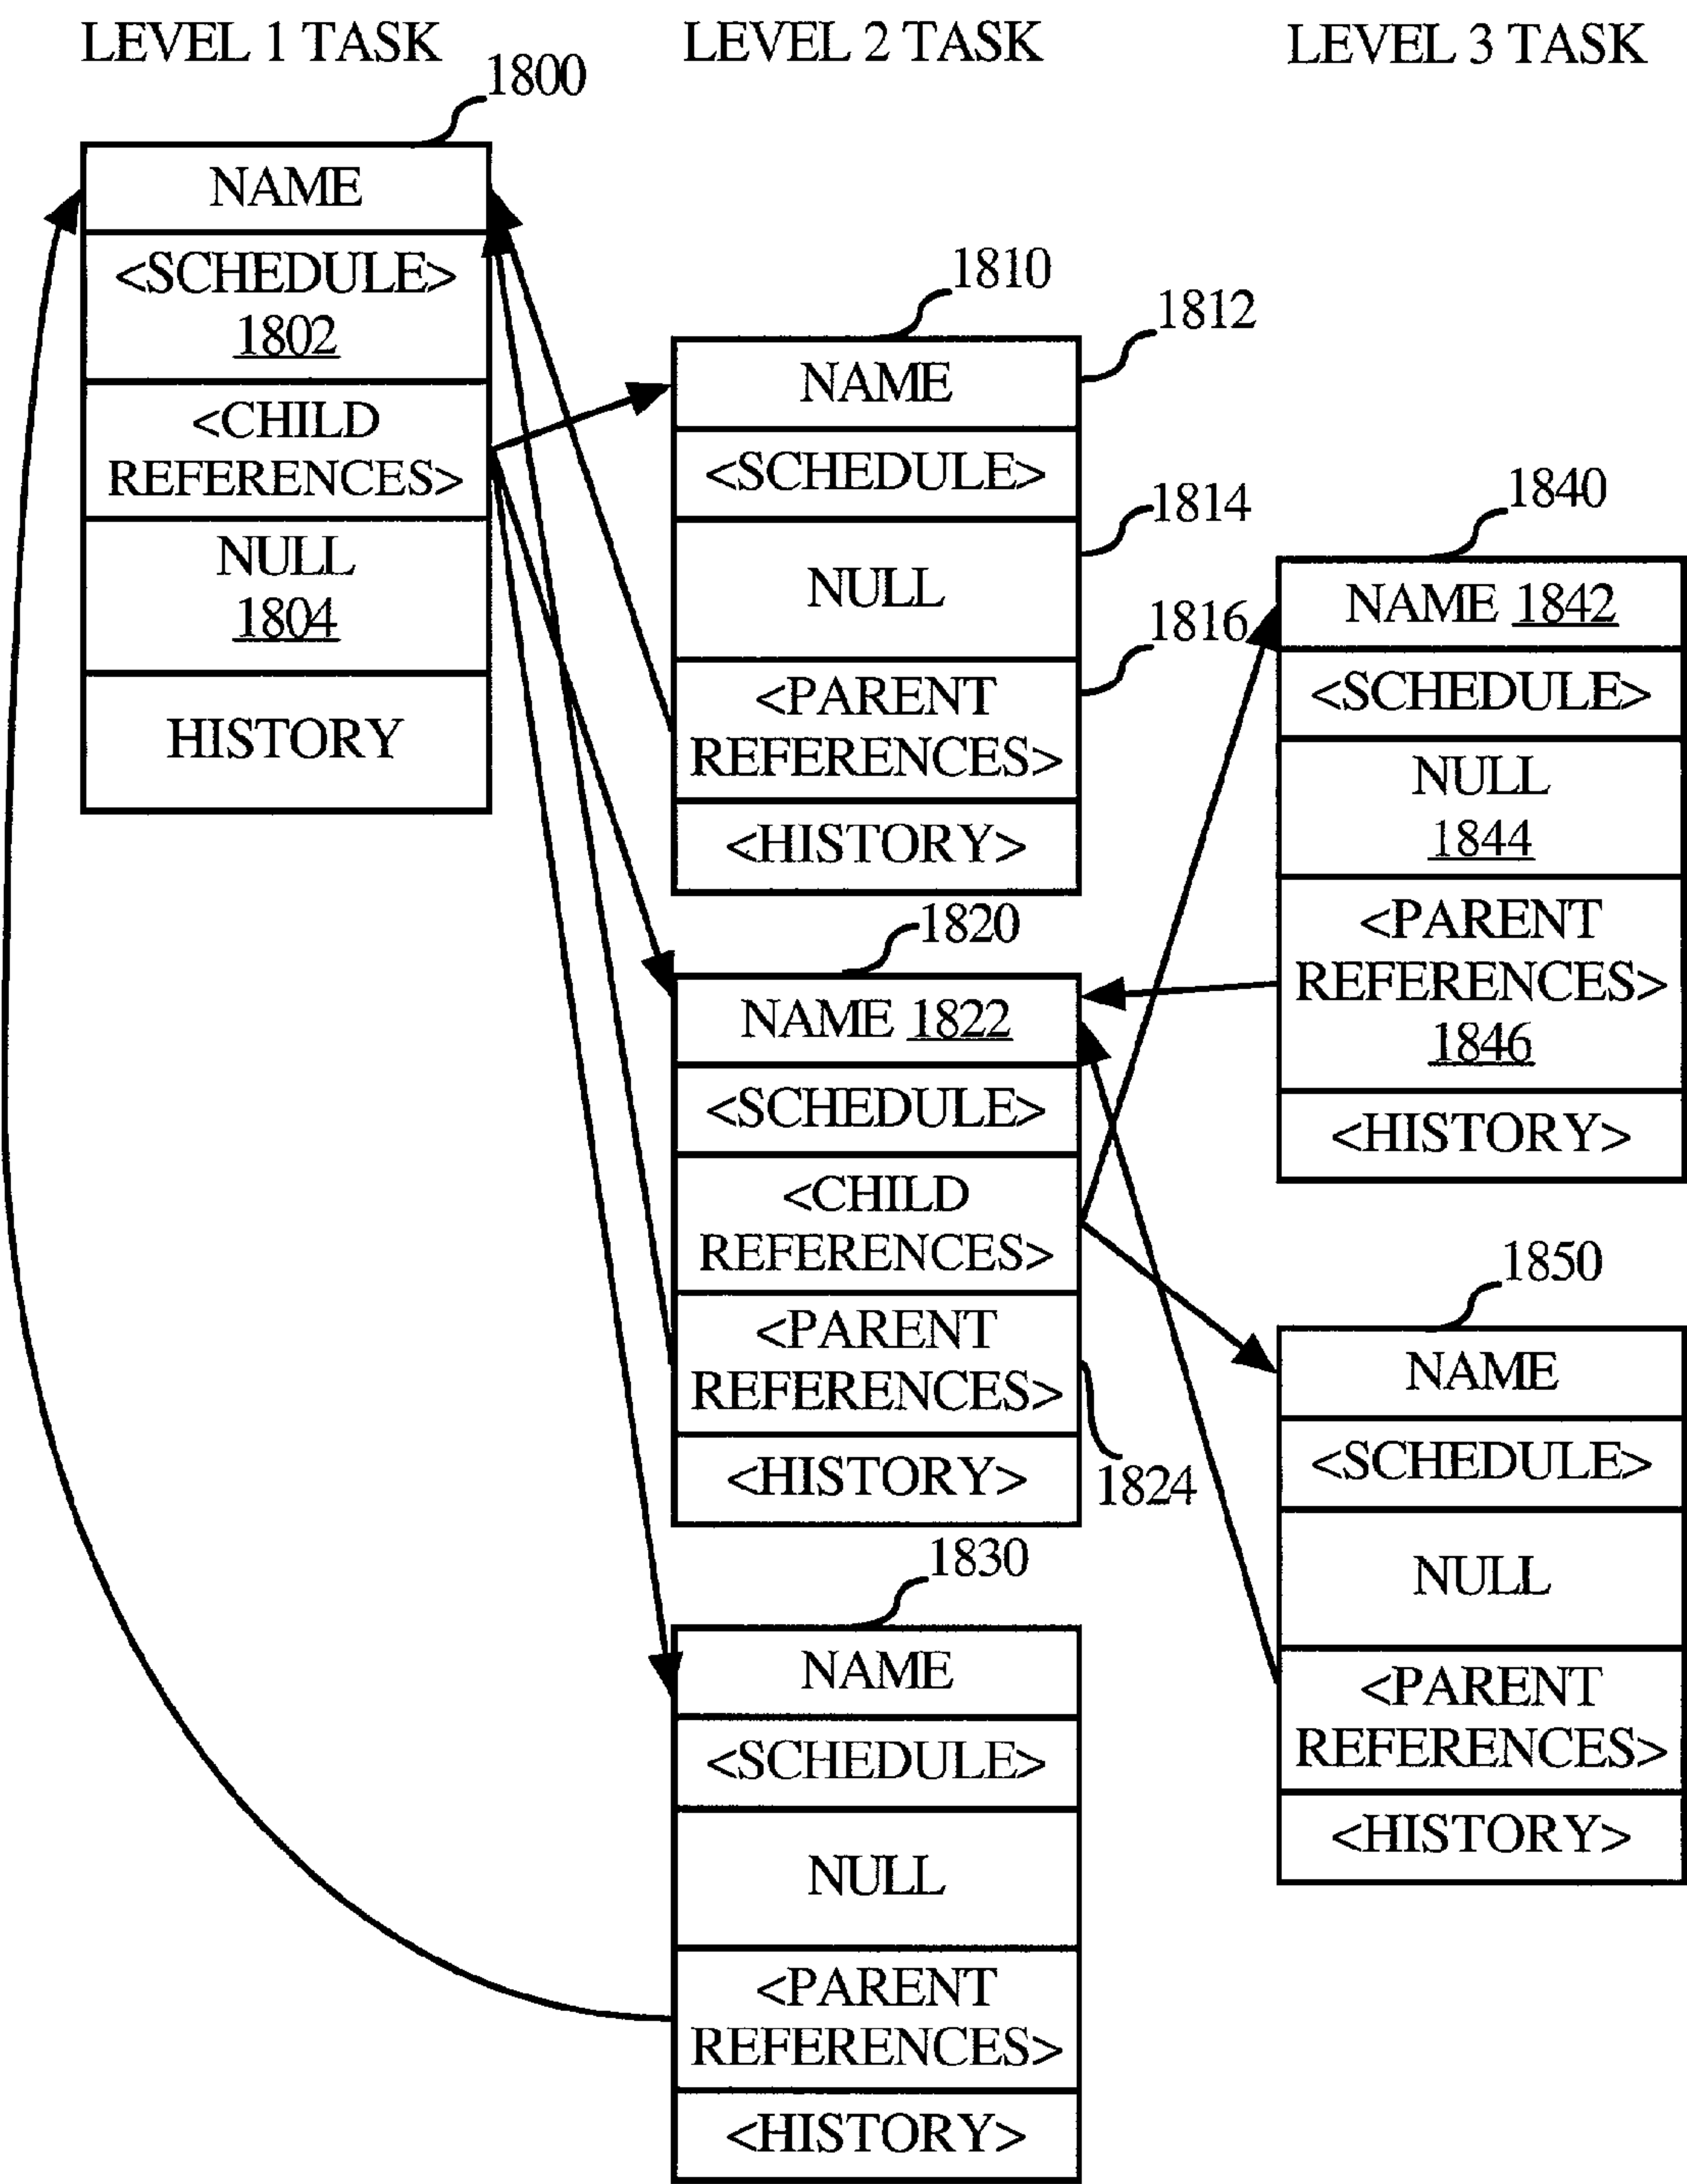 LEVEL 1 TASK
LEVEL 2 TASK
LEVEL 3 TASK
1800
NAME
<SCHEDULE>
1802
<CHILD
REFERENCES>
NULL
1804
HISTORY
1810
1812
NAME
<SCHEDULE>
1814
NULL
1816
<PARENT
REFERENCES>
<HISTORY>
1820
NAME 1822
<SCHEDULE>
<CHILD
REFERENCES>
<PARENT
REFERENCES>
1824
<HISTORY>
1830
NAME
<SCHEDULE>
NULL
<PARENT
REFERENCES>
<HISTORY>
1840
NAME 1842
<SCHEDULE>
NULL
1844
<PARENT
REFERENCES>
1846
<HISTORY>
1850
NAME
<SCHEDULE>
NULL
<PARENT
REFERENCES>
<HISTORY>